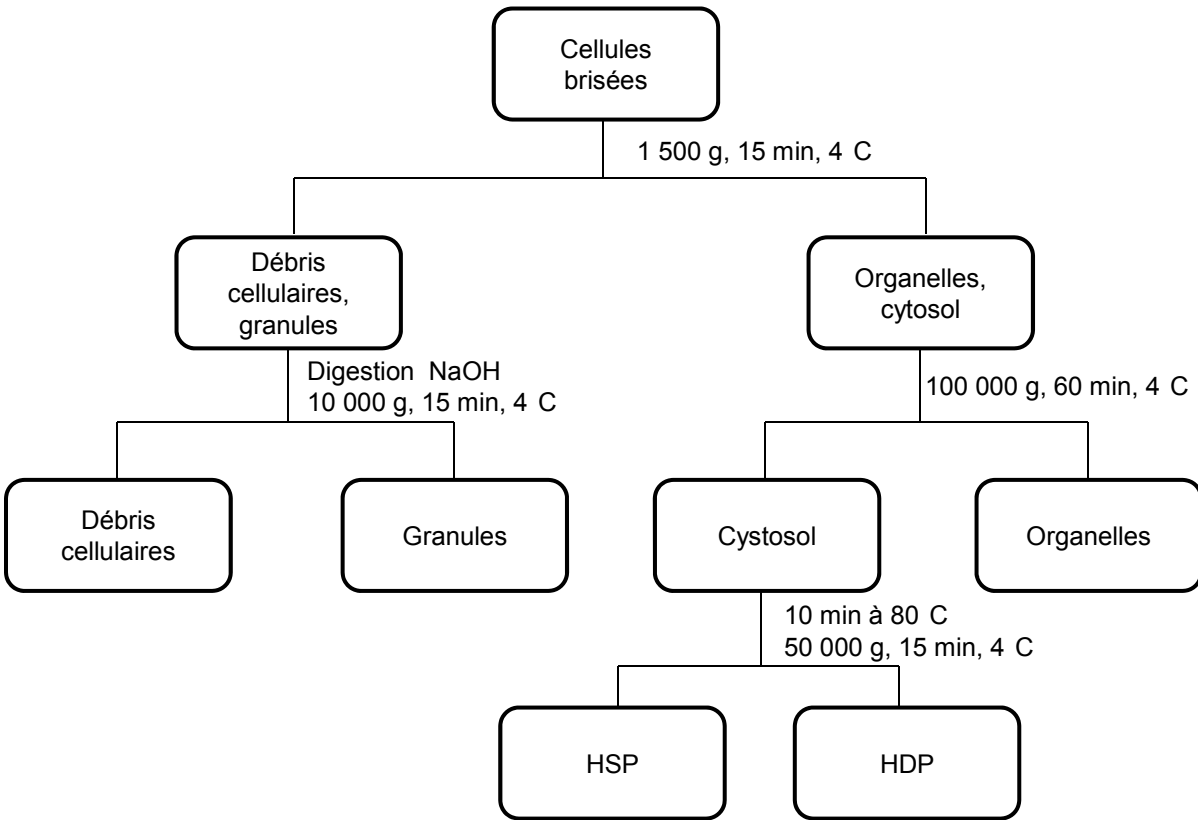 Cellules
brisées
1 500 g, 15 min, 4 C
Débris
cellulaires,
granules
Organelles,
cytosol
Digestion NaOH
10 000 g, 15 min, 4 C
100 000 g, 60 min, 4 C
Débris
cellulaires
Granules
Cystosol
Organelles
10 min à 80 C
50 000 g, 15 min, 4 C
HSP
HDP